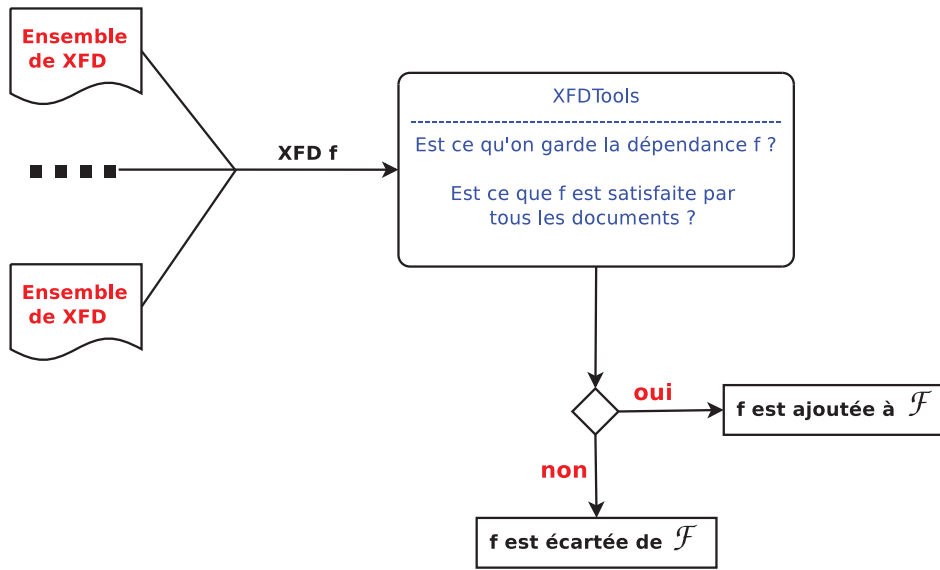 Ensemble
de XFD
XFD f
Ensemble
de XFD
XFDTools
Est ce qu'on garde la dépendance f ?
Est ce que f est satisfaite par
tous les documents ?
oui
f est ajoutée à ℱ
non
f est écartée de ℱ